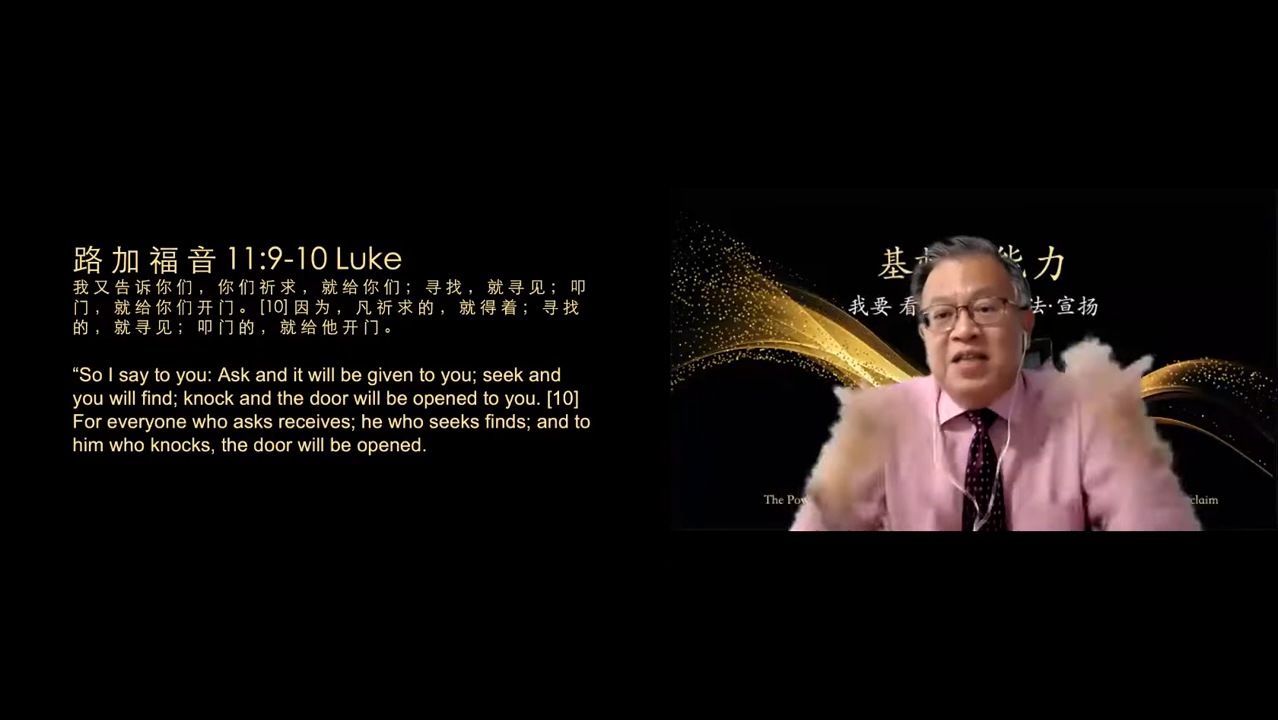 路加福音 11:9-10 Luke
我又告诉你们，你们祈求，就给你们；寻找，就寻见；叩
门，就给你们开门。[10]因为，凡祈求的，就得着；寻找
的，就寻见；叩门的，就给他开门。
“So I say to you: Ask and it will be given to you; seek and
you will find; knock and the door will be opened to you. [10]
For everyone who asks receives; he who seeks finds; and to
him who knocks, the door will be opened.
基 能力
我要 看 法·宣扬
The